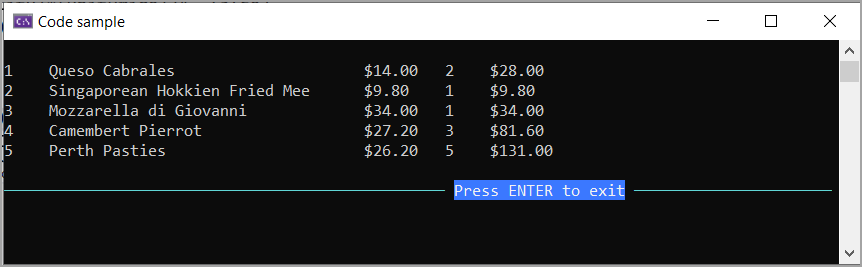 Code sample
1 Queso Cabrales $14.00 2 $28.00
2 Singaporean Hokkien Fried Mee $9.80 1 $9.80
3 Mozzarella di Giovanni $34.00 1 $34.00
4 Camembert Pierrot $27.20 3 $81.60
5 Perth Pasties $26.20 5 $131.00
Press ENTER to exit